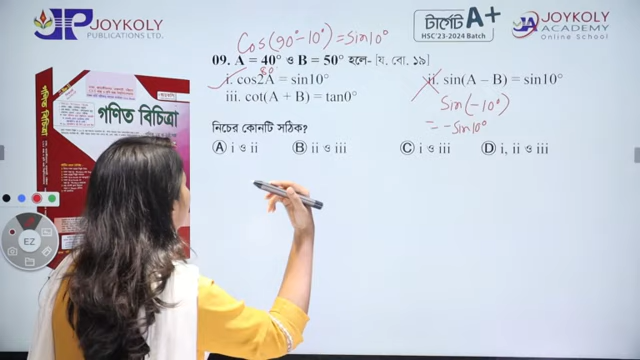 JOYKOLY
PUBLICATIONS LTD.
টার্গেট A+
HSC'23-2024 Batch
JOYKOLY
ACADEMY
Online School
Cos(90°-10°) = Sin10°
09. A = 40° ও B = 50° হলে- [য. বো. ১৯]
80°
i. cos2A = sin10°
ii. sin(A – B) = sin10°
iii. cot(A + B) = tan0°
Sin(-10°)
= -Sin10°
নিচের কোনটি সঠিক?
A i ও ii
B ii ও iii
C i ও iii
D i, ii ও iii
গণিত বিচিত্রা
গণিত বিচিত্রা
EZ